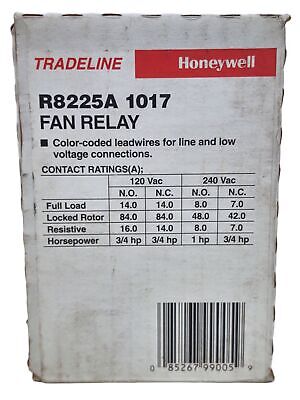 TRADELINE Honeywell
R8225A 1017
FAN RELAY
■ Color-coded leadwires for line and low
voltage connections.
CONTACT RATINGS(A);
120 Vac 240 Vac
N.O. N.C. N.O. N.C.
Full Load 14.0 14.0 8.0 7.0
Locked Rotor 84.0 84.0 48.0 42.0
Resistive 16.0 14.0 8.0 7.0
Horsepower 3/4 hp 3/4 hp 1 hp 3/4 hp
0 85267 99005 9